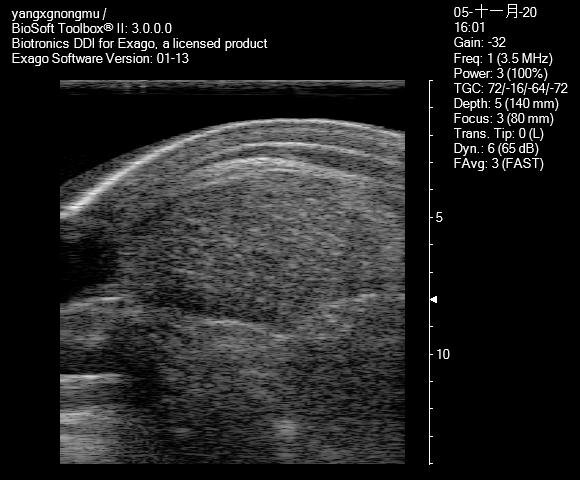 yangxgnongmu /
BioSoft Toolbox® II: 3.0.0.0
Biotronics DDI for Exago, a licensed product
Exago Software Version: 01-13
05-十一月-20
16:01
Gain: -32
Freq: 1 (3.5 MHz)
Power: 3 (100%)
TGC: 72/-16/-64/-72
Depth: 5 (140 mm)
Focus: 3 (80 mm)
Trans. Tip: 0 (L)
Dyn.: 6 (65 dB)
FAvg: 3 (FAST)
5
10